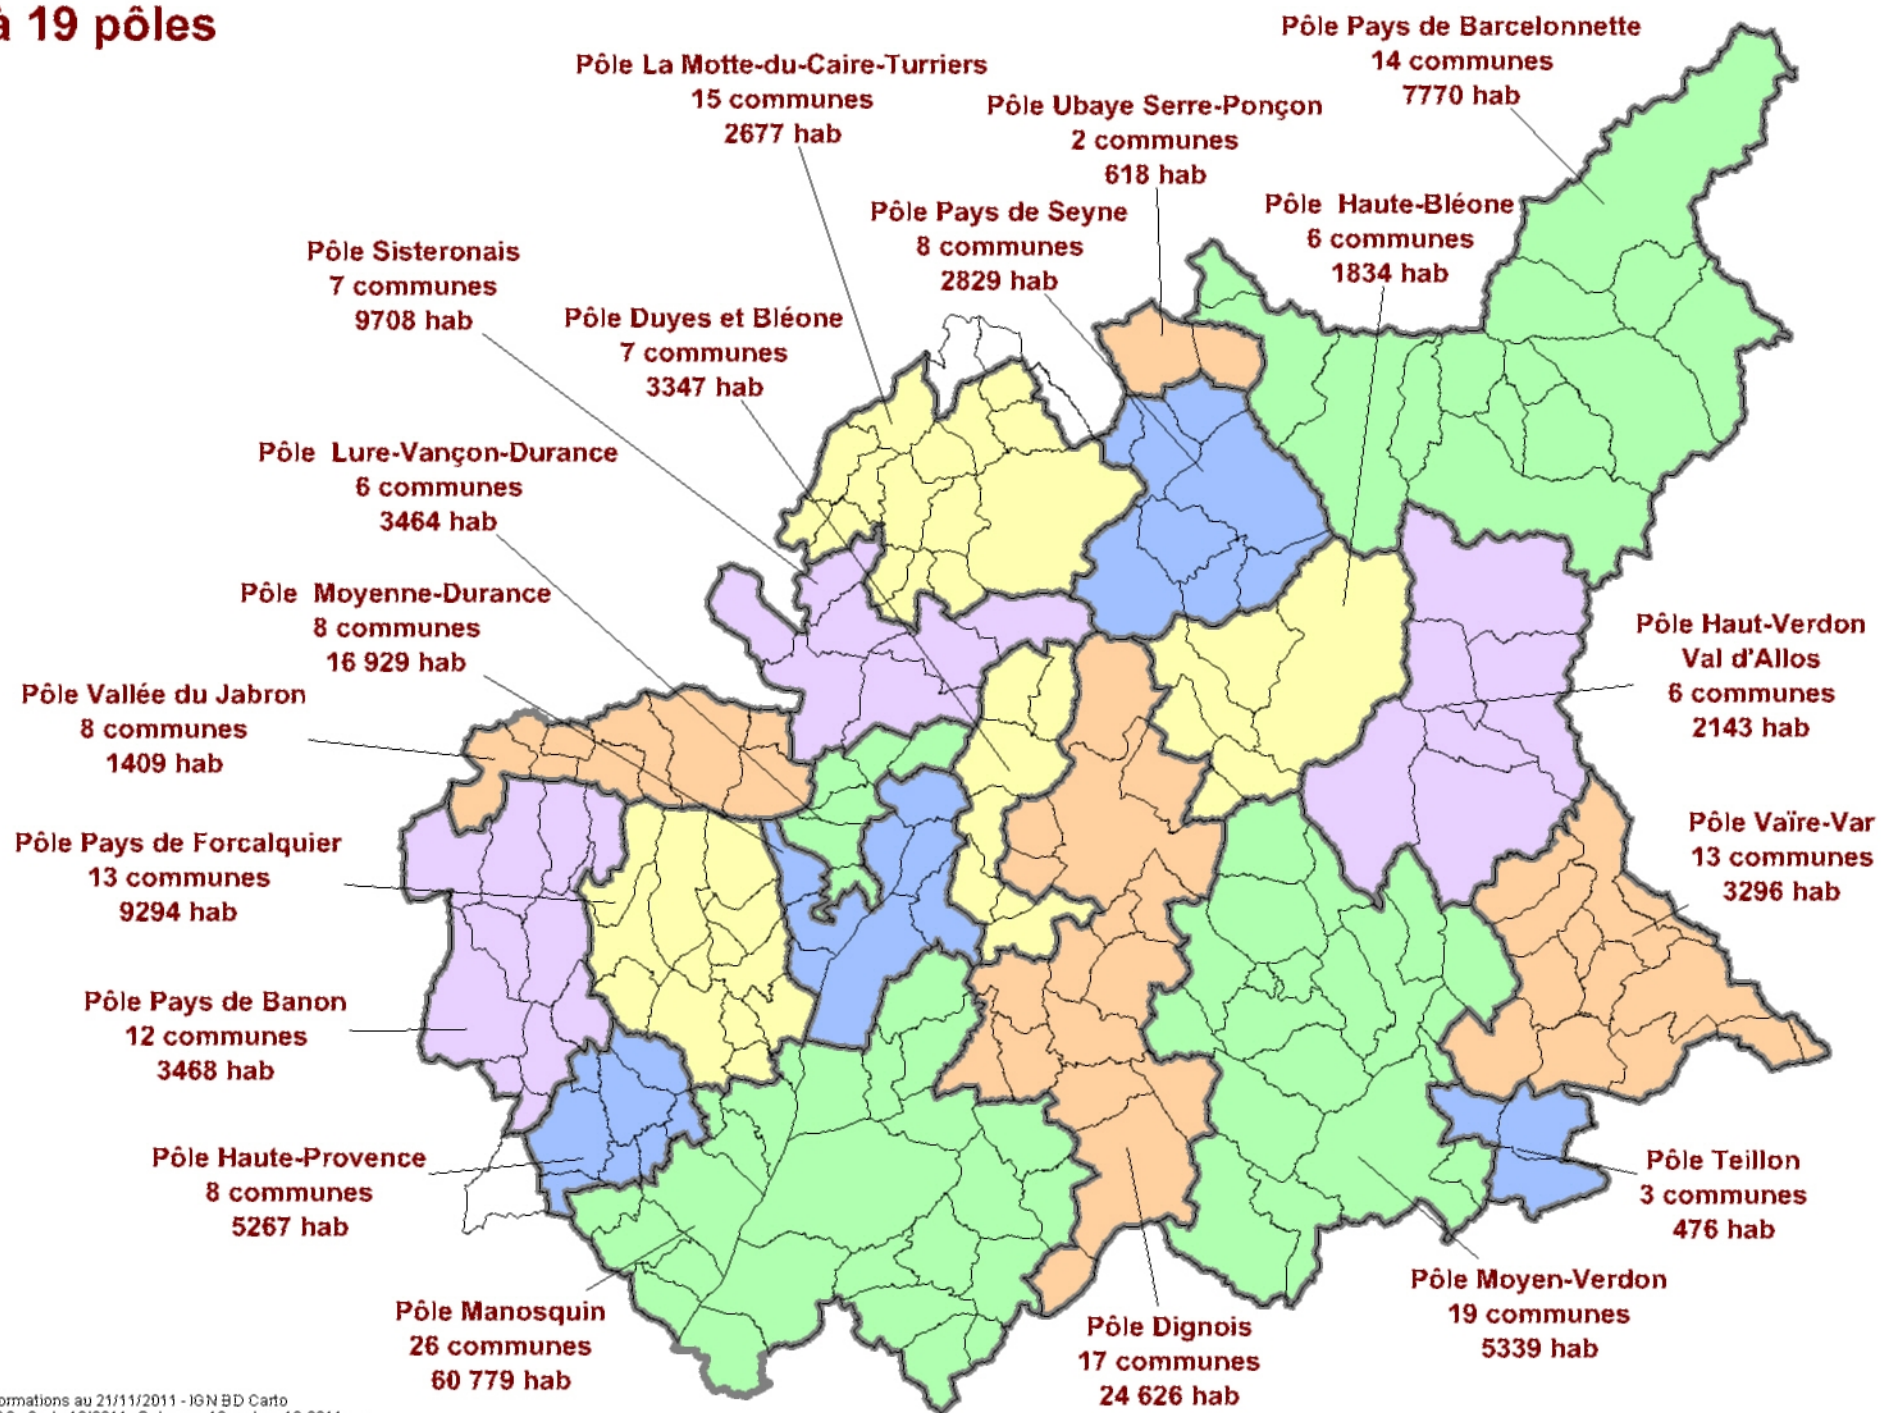 à 19 pôles
Pôle Pays de Barcelonnette
14 communes
7770 hab
Pôle La Motte-du-Caire-Turriers
15 communes
2677 hab
Pôle Ubaye Serre-Ponçon
2 communes
618 hab
Pôle Pays de Seyne
8 communes
2829 hab
Pôle Haute-Bléone
6 communes
1834 hab
Pôle Sisteronais
7 communes
9708 hab
Pôle Duyes et Bléone
7 communes
3347 hab
Pôle Lure-Vançon-Durance
6 communes
3464 hab
Pôle Moyenne-Durance
8 communes
16 929 hab
Pôle Haut-Verdon
Val d'Allos
6 communes
2143 hab
Pôle Vallée du Jabron
8 communes
1409 hab
Pôle Vaïre-Var
13 communes
3296 hab
Pôle Pays de Forcalquier
13 communes
9294 hab
Pôle Pays de Banon
12 communes
3468 hab
Pôle Haute-Provence
8 communes
5267 hab
Pôle Teillon
3 communes
476 hab
Pôle Moyen-Verdon
19 communes
5339 hab
Pôle Manosquin
26 communes
60 779 hab
Pôle Dignois
17 communes
24 626 hab
ormations au 21/11/2011 - IGN BD Carto